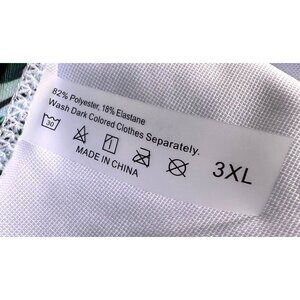 82% Polyester, 18% Elastane
Wash Dark Colored Clothes Separately.
30
3XL
MADE IN CHINA